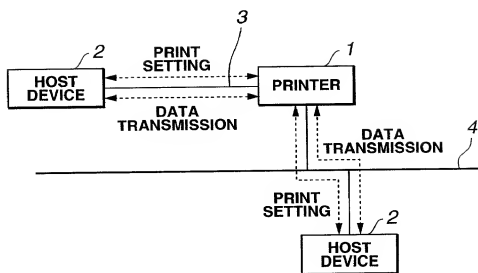 2
3
1
PRINT
SETTING
HOST
DEVICE
PRINTER
DATA
TRANSMISSION
DATA
TRANSMISSION
4
PRINT
SETTING
2
HOST
DEVICE